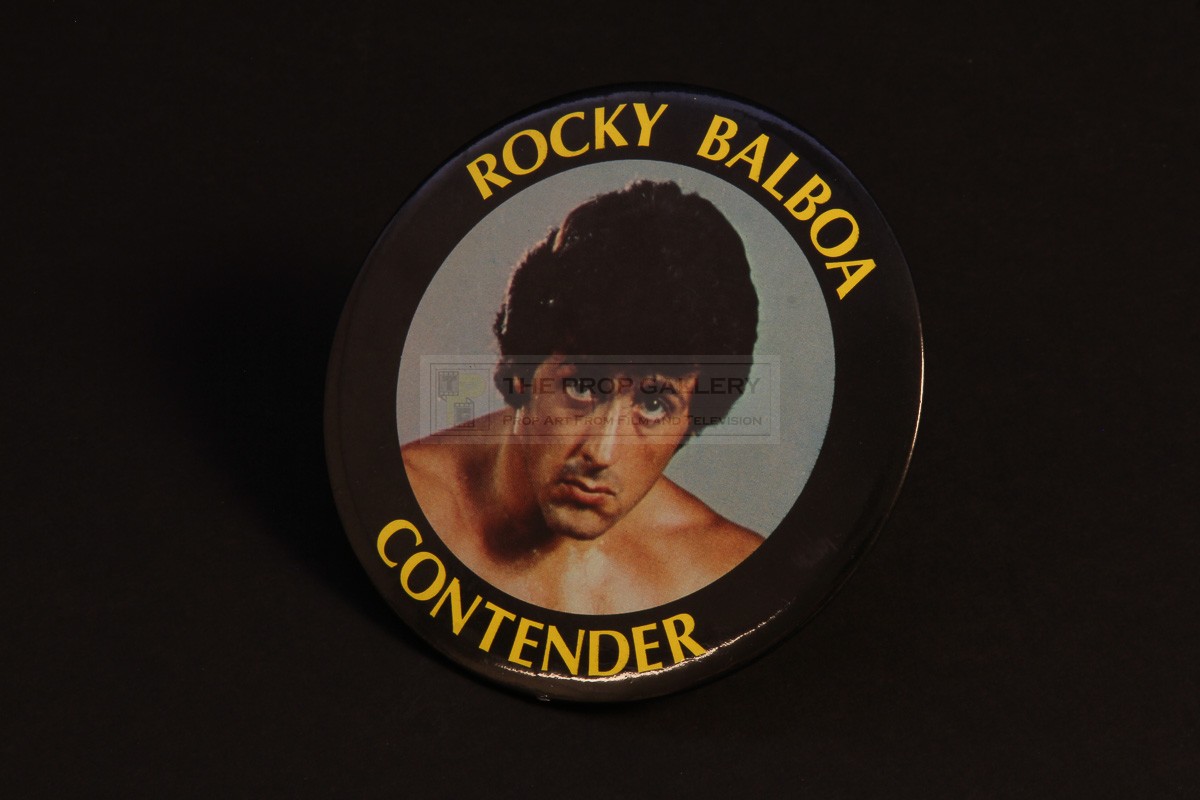 ROCKY BALBOA
THE PROP GALLERY
PROP ART FROM FILM AND TELEVISION
CONTENDER